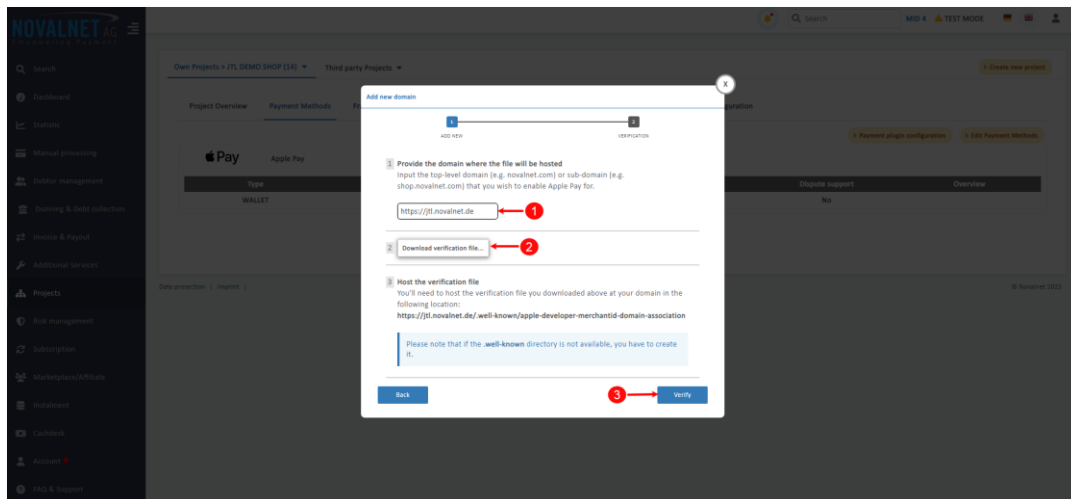 NOVALNET AG
Empowering Payment
Search
MID 4
TEST MODE
Search
Dashboard
Statistic
Manual processing
Debtor management
Dunning & Debt collection
Invoice & Payout
Additional Services
Projects
Risk management
Subscription
Marketplace/Affiliate
Instalment
Cashdesk
Account
FAQ & Support
Own Projects > JTL DEMO SHOP (14)
Third party Projects
+ Create new project
Project Overview
Payment Methods
+ Payment plugin configuration
+ Edit Payment Methods
Pay
Apple Pay
Type
Dispute support
Overview
WALLET
No
Data protection | Imprint |
© Novalnet 2023
Add new domain
X
1
2
ADD NEW
VERIFICATION
1 Provide the domain where the file will be hosted
Input the top-level domain (e.g. novalnet.com) or sub-domain (e.g.
shop.novalnet.com) that you wish to enable Apple Pay for.
https://jtl.novalnet.de
1
2 Download verification file...
2
3 Host the verification file
You'll need to host the verification file you downloaded above at your domain in the
following location:
https://jtl.novalnet.de/.well-known/apple-developer-merchantid-domain-association
Please note that if the .well-known directory is not available, you have to create
it.
Back
3
Verify